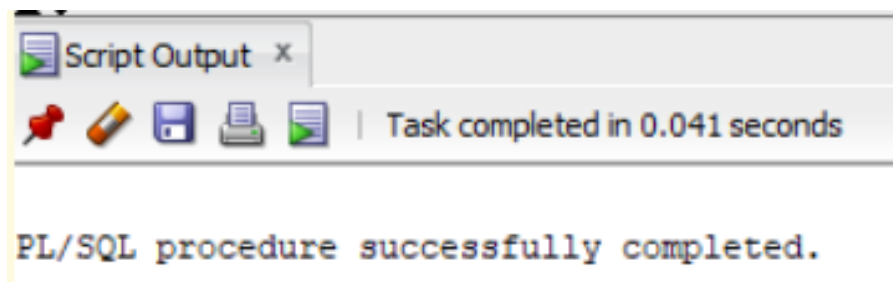 Script Output x
Task completed in 0.041 seconds
PL/SQL procedure successfully completed.